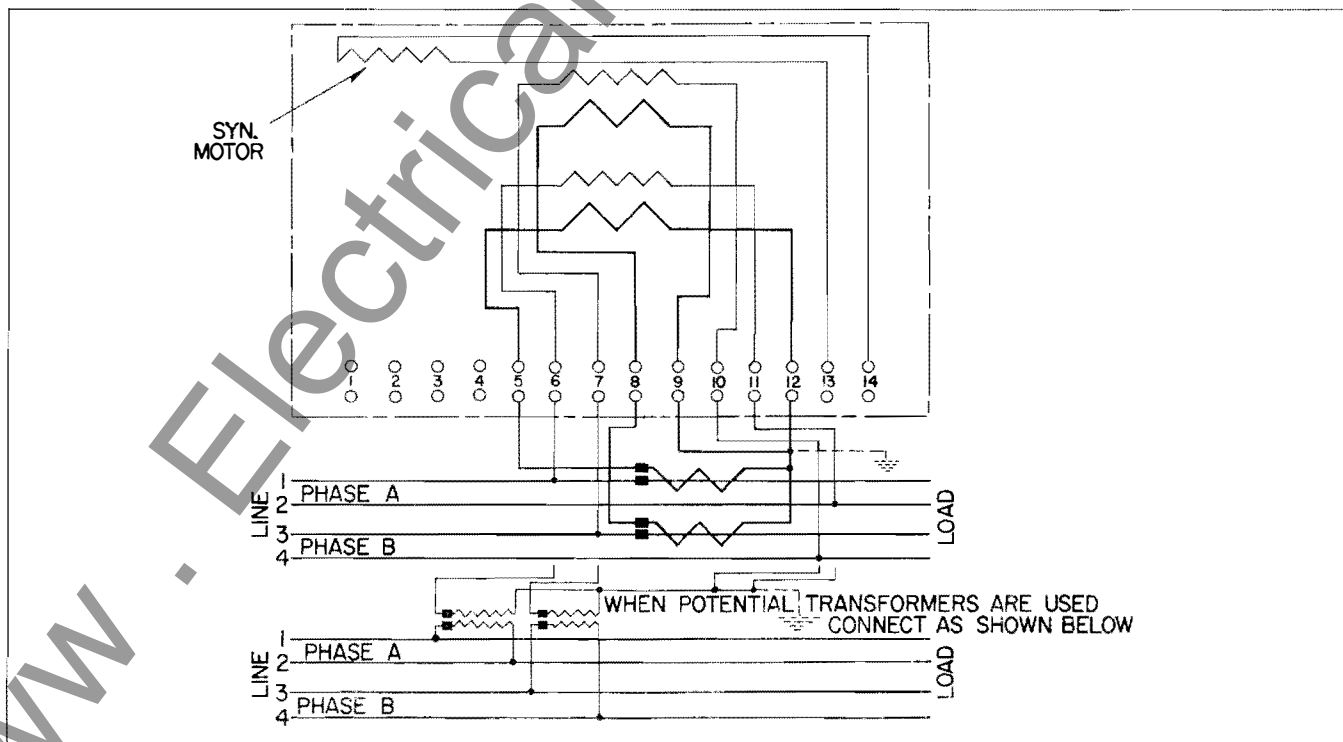 SYN.
MOTOR
1 2 3 4 5 6 7 8 9 10 11 12 13 14
LINE
1
PHASE A
2
3
PHASE B
4
LOAD
WHEN POTENTIAL TRANSFORMERS ARE USED
CONNECT AS SHOWN BELOW
LINE
1
PHASE A
2
3
PHASE B
4
LOAD
ww . Electrical